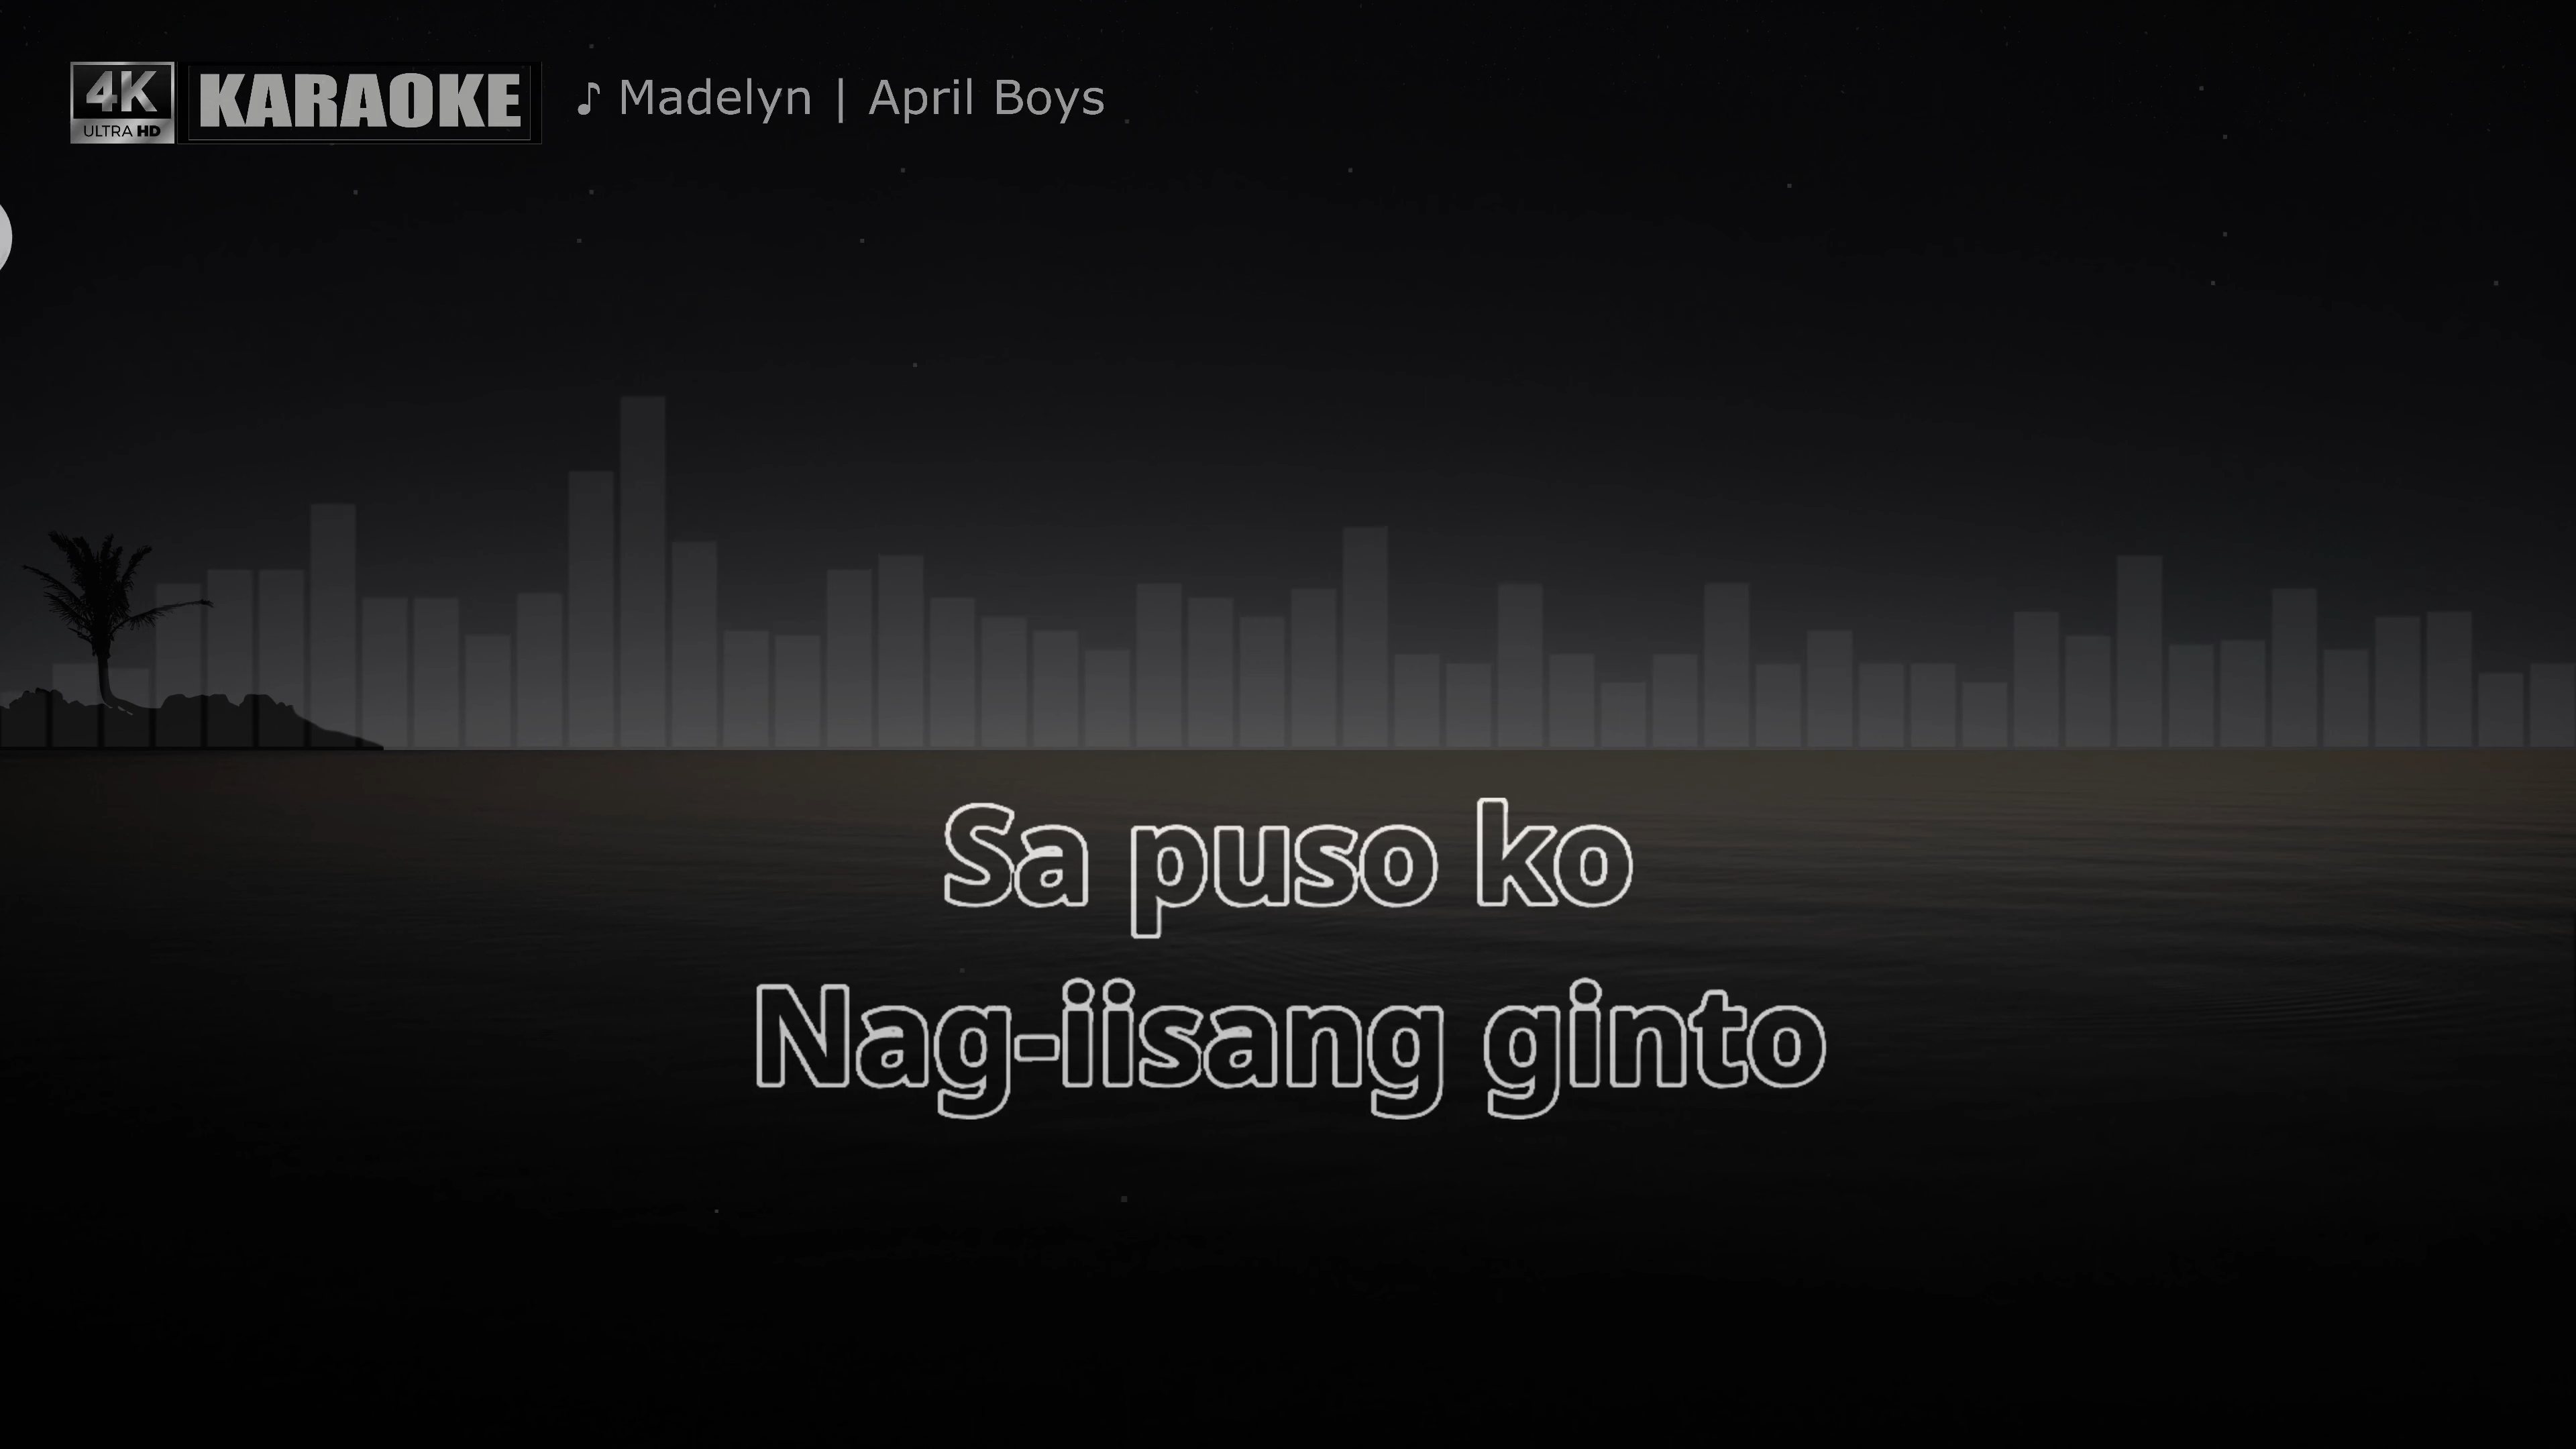 4K
ULTRA HD
KARAOKE
♪ Madelyn | April Boys
Sa puso ko
Nag-iisang ginto